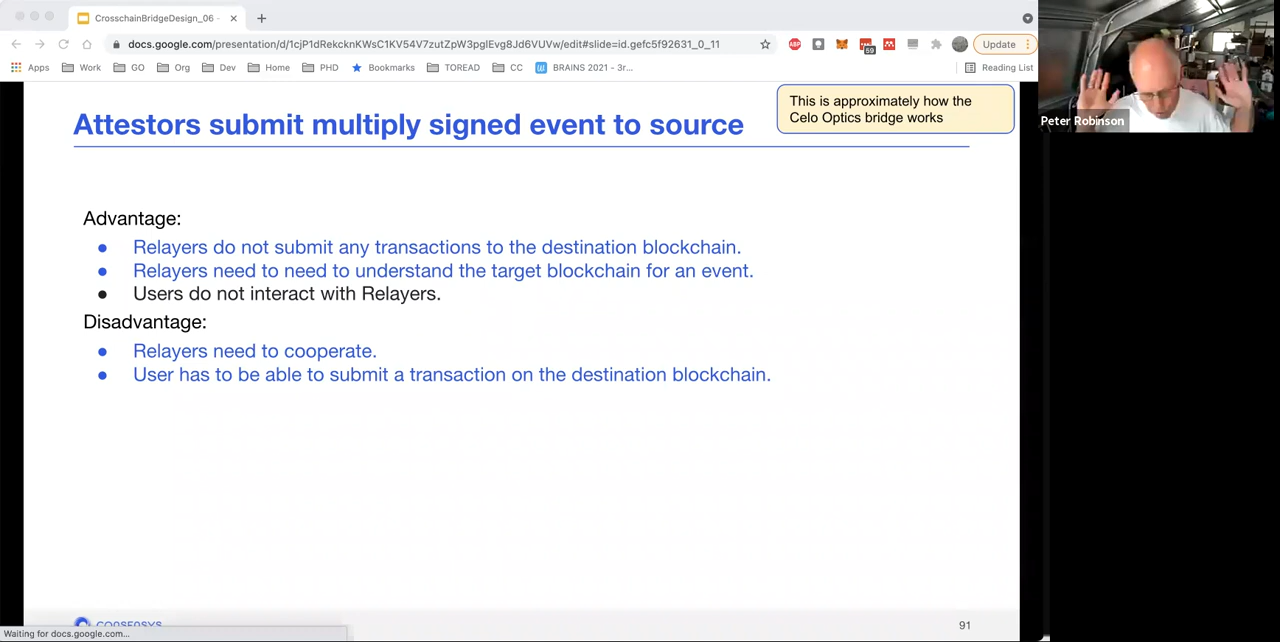 CrosschainBridgeDesign_06 -
docs.google.com/presentation/d/1cjP1dRekcknKWsC1KV54V7zutZpW3pglEvg8Jd6VUVw/edit#slide=id.gefc5f92631_0_11
ABP
59
Update
Apps
Work
GO
Org
Dev
Home
PHD
Bookmarks
TOREAD
CC
BRAINS 2021 - 3r...
Reading List
Peter Robinson
This is approximately how the
Celo Optics bridge works
Attestors submit multiply signed event to source
Advantage:
● Relayers do not submit any transactions to the destination blockchain.
● Relayers need to need to understand the target blockchain for an event.
● Users do not interact with Relayers.
Disadvantage:
● Relayers need to cooperate.
● User has to be able to submit a transaction on the destination blockchain.
CONSENSYS
91
Waiting for docs.google.com...